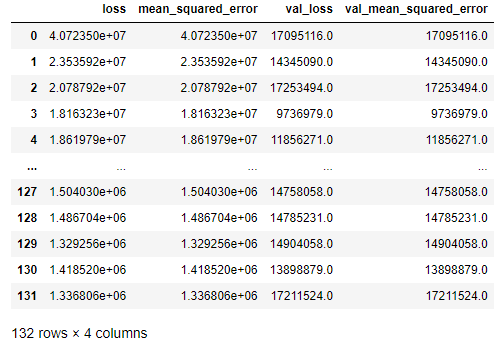 loss mean_squared_error val_loss val_mean_squared_error
0 4.072350e+07 4.072350e+07 17095116.0 17095116.0
1 2.353592e+07 2.353592e+07 14345090.0 14345090.0
2 2.078792e+07 2.078792e+07 17253494.0 17253494.0
3 1.816323e+07 1.816323e+07 9736979.0 9736979.0
4 1.861979e+07 1.861979e+07 11856271.0 11856271.0
... ... ... ... ...
127 1.504030e+06 1.504030e+06 14758058.0 14758058.0
128 1.486704e+06 1.486704e+06 14785231.0 14785231.0
129 1.329256e+06 1.329256e+06 14904058.0 14904058.0
130 1.418520e+06 1.418520e+06 13898879.0 13898879.0
131 1.336806e+06 1.336806e+06 17211524.0 17211524.0
132 rows × 4 columns